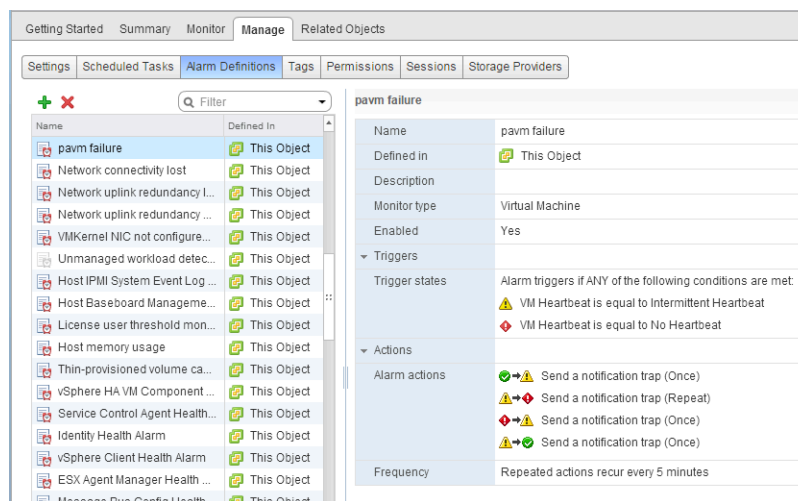 Getting Started Summary Monitor Manage Related Objects
Settings Scheduled Tasks Alarm Definitions Tags Permissions Sessions Storage Providers
Filter
Name Defined In
pavm failure This Object
Network connectivity lost This Object
Network uplink redundancy l... This Object
Network uplink redundancy ... This Object
VMKernel NIC not configure... This Object
Unmanaged workload detec... This Object
Host IPMI System Event Log ... This Object
Host Baseboard Manageme... This Object
License user threshold mon... This Object
Host memory usage This Object
Thin-provisioned volume ca... This Object
vSphere HA VM Component ... This Object
Service Control Agent Health... This Object
Identity Health Alarm This Object
vSphere Client Health Alarm This Object
ESX Agent Manager Health ... This Object
Message Bus Config Health This Object
pavm failure
Name pavm failure
Defined in This Object
Description
Monitor type Virtual Machine
Enabled Yes
Triggers
Trigger states Alarm triggers if ANY of the following conditions are met:
VM Heartbeat is equal to Intermittent Heartbeat
VM Heartbeat is equal to No Heartbeat
Actions
Alarm actions Send a notification trap (Once)
Send a notification trap (Repeat)
Send a notification trap (Once)
Send a notification trap (Once)
Frequency Repeated actions recur every 5 minutes